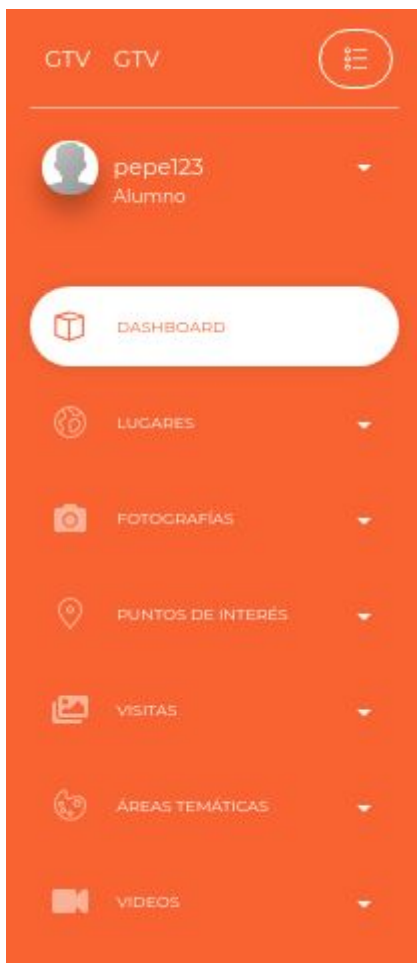 GTV GTV
pepe123
Alumno
DASHBOARD
LUGARES
FOTOGRAFÍAS
PUNTOS DE INTERÉS
VISITAS
ÁREAS TEMÁTICAS
VIDEOS